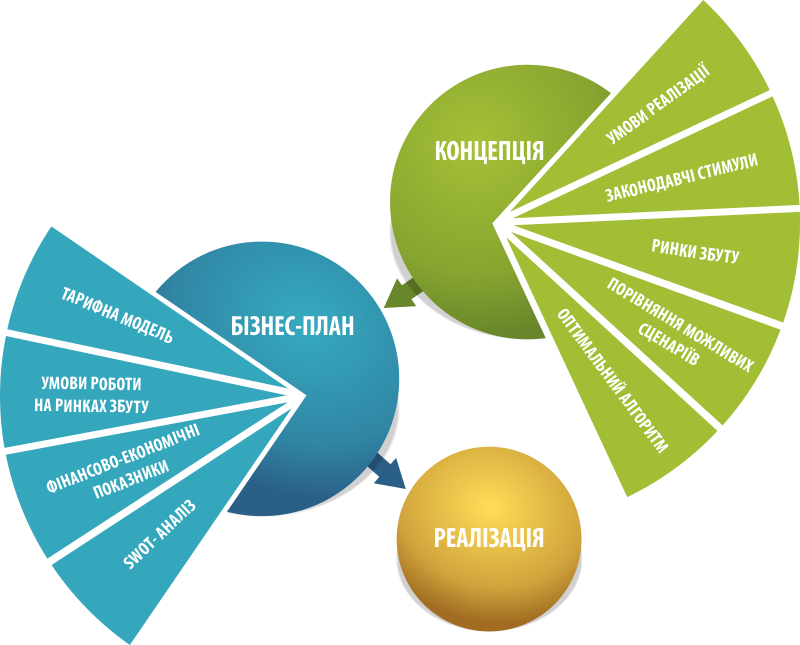 КОНЦЕПЦІЯ
УМОВИ РЕАЛІЗАЦІЇ
ЗАКОНОДАВЧІ СТИМУЛИ
РИНКИ ЗБУТУ
ПОРІВНЯННЯ МОЖЛИВИХ
СЦЕНАРІЇВ
ОПТИМАЛЬНИЙ АЛГОРИТМ
БІЗНЕС-ПЛАН
ТАРИФНА МОДЕЛЬ
УМОВИ РОБОТИ
НА РИНКАХ ЗБУТУ
ФІНАНСОВО-ЕКОНОМІЧНІ
ПОКАЗНИКИ
SWOT- АНАЛІЗ
РЕАЛІЗАЦІЯ